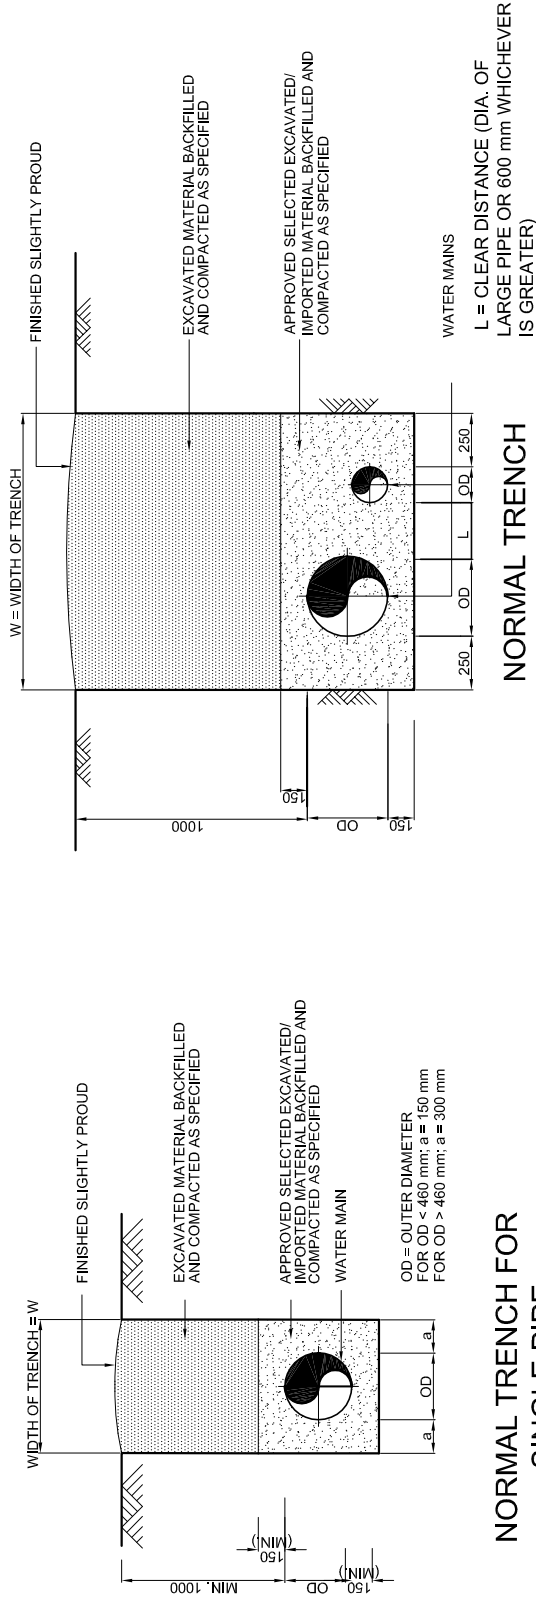 WIDTH OF TRENCH = W
FINISHED SLIGHTLY PROUD
EXCAVATED MATERIAL BACKFILLED
AND COMPACTED AS SPECIFIED
APPROVED SELECTED EXCAVATED/
IMPORTED MATERIAL BACKFILLED AND
COMPACTED AS SPECIFIED
WATER MAIN
MIN. 1000
150
(MIN.)
OD
150
(MIN.)
a
OD
a
OD = OUTER DIAMETER
FOR OD < 460 mm; a = 150 mm
FOR OD > 460 mm; a = 300 mm
NORMAL TRENCH FOR
SINGLE PIPE
W = WIDTH OF TRENCH
FINISHED SLIGHTLY PROUD
EXCAVATED MATERIAL BACKFILLED
AND COMPACTED AS SPECIFIED
APPROVED SELECTED EXCAVATED/
IMPORTED MATERIAL BACKFILLED AND
COMPACTED AS SPECIFIED
WATER MAINS
1000
150
OD
150
250
OD
L
OD
250
L = CLEAR DISTANCE (DIA. OF
LARGE PIPE OR 600 mm WHICHEVER
IS GREATER)
NORMAL TRENCH